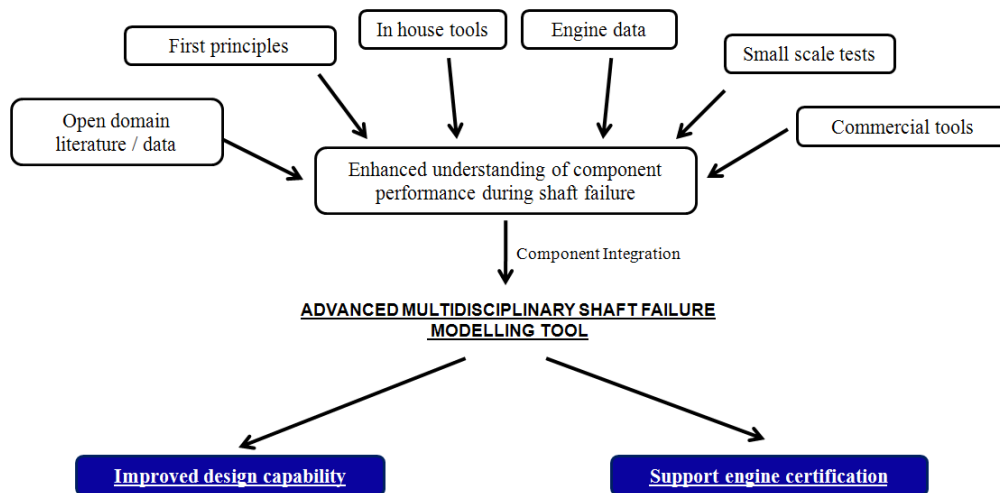 In house tools
Engine data
First principles
Small scale tests
Open domain
literature / data
Commercial tools
Enhanced understanding of component
performance during shaft failure
Component Integration
ADVANCED MULTIDISCIPLINARY SHAFT FAILURE
MODELLING TOOL
Improved design capability
Support engine certification